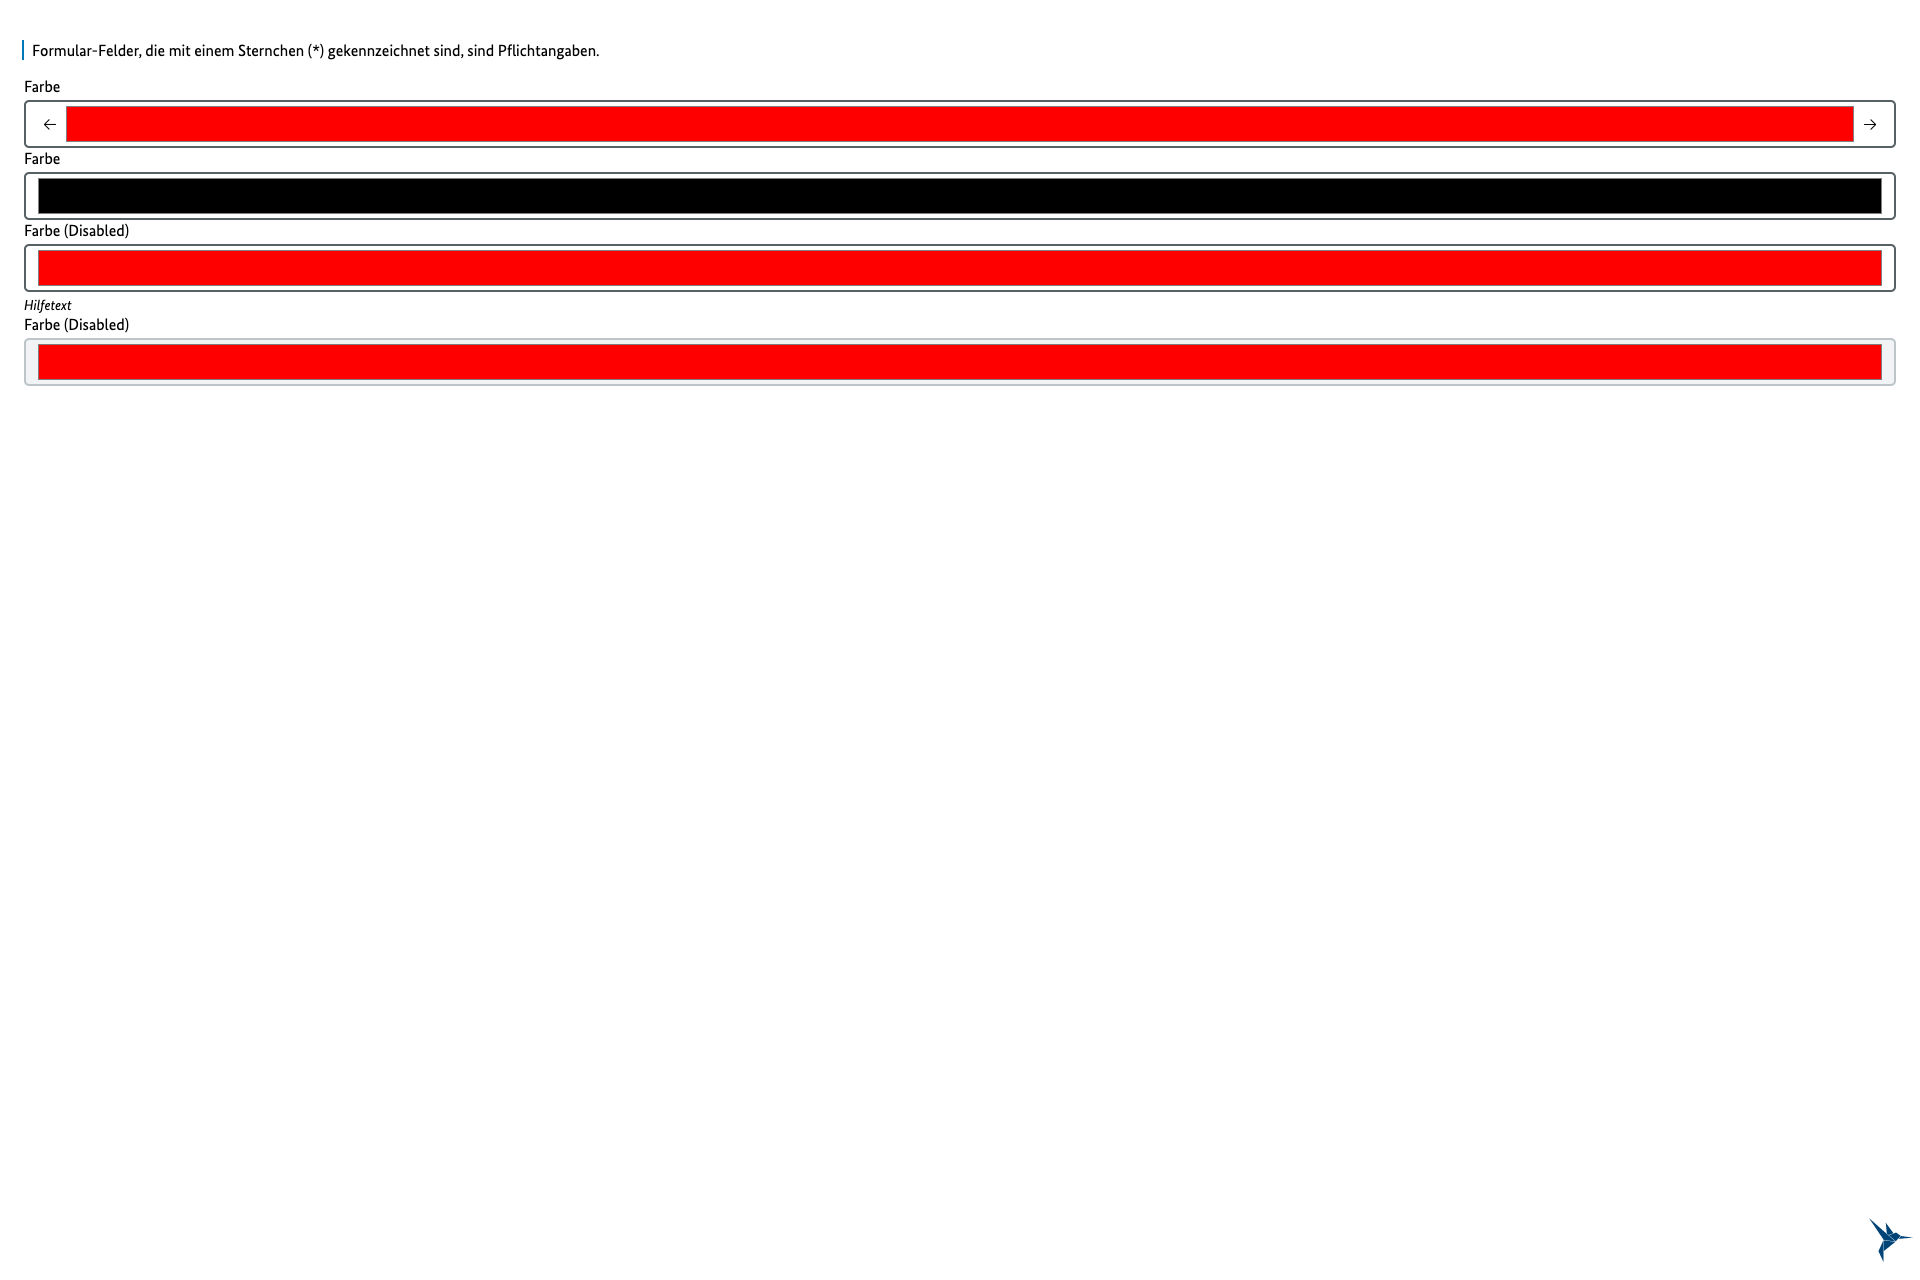 Formular-Felder, die mit einem Sternchen (*) gekennzeichnet sind, sind Pflichtangaben.
Farbe
Farbe
Farbe (Disabled)
Hilfetext
Farbe (Disabled)